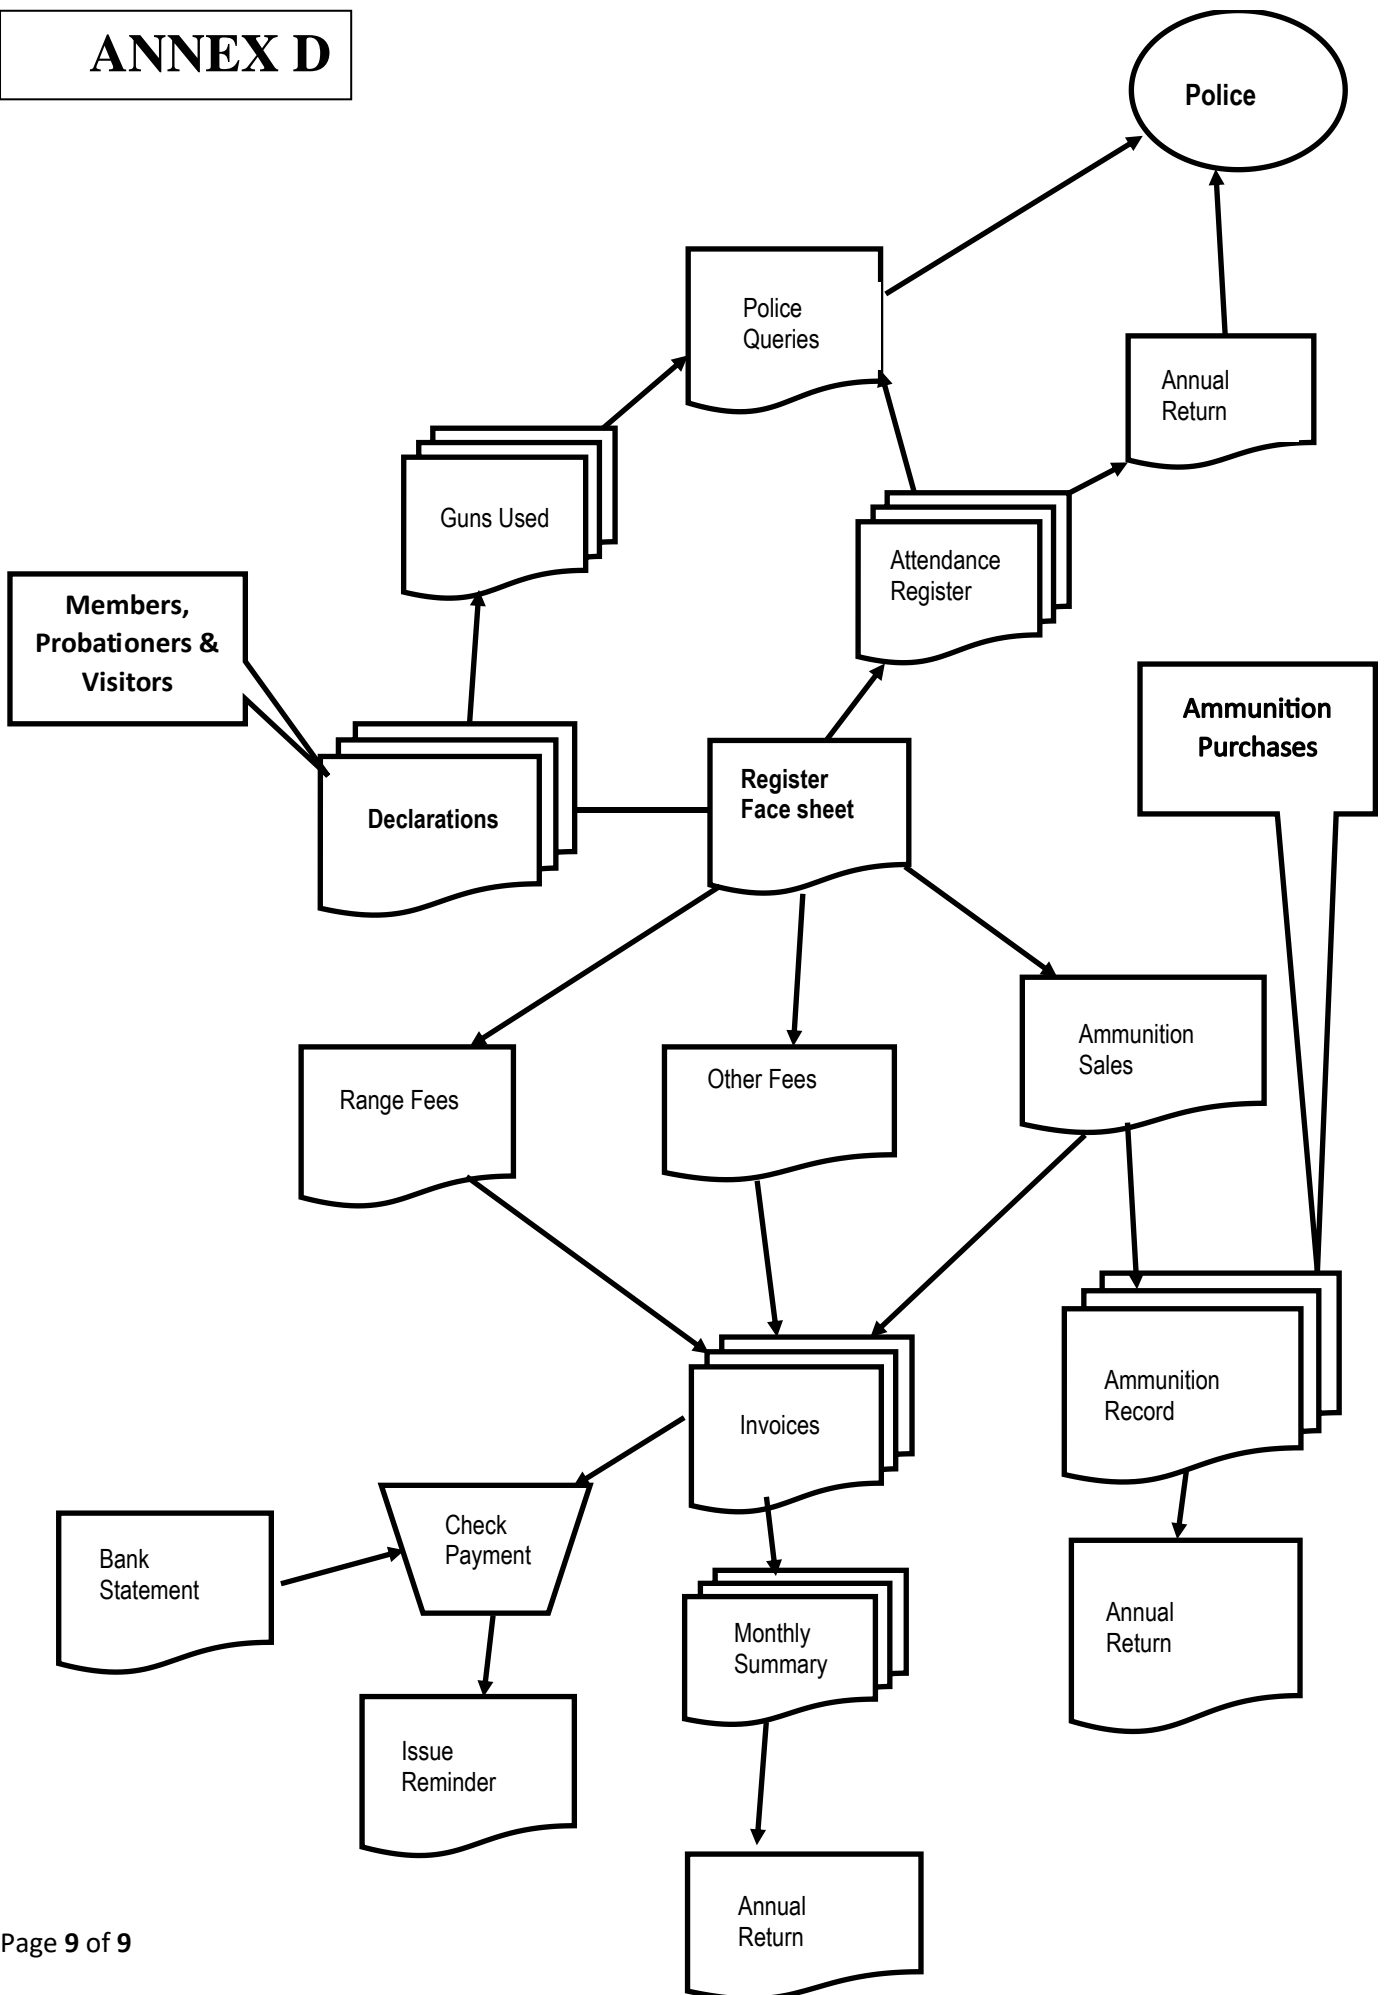 ANNEX D
Police
Police
Queries
Annual
Return
Guns Used
Attendance
Register
Members,
Probationers &
Visitors
Ammunition
Purchases
Declarations
Register
Face sheet
Range Fees
Other Fees
Ammunition
Sales
Invoices
Ammunition
Record
Bank
Statement
Check
Payment
Monthly
Summary
Annual
Return
Issue
Reminder
Annual
Return
Page 9 of 9